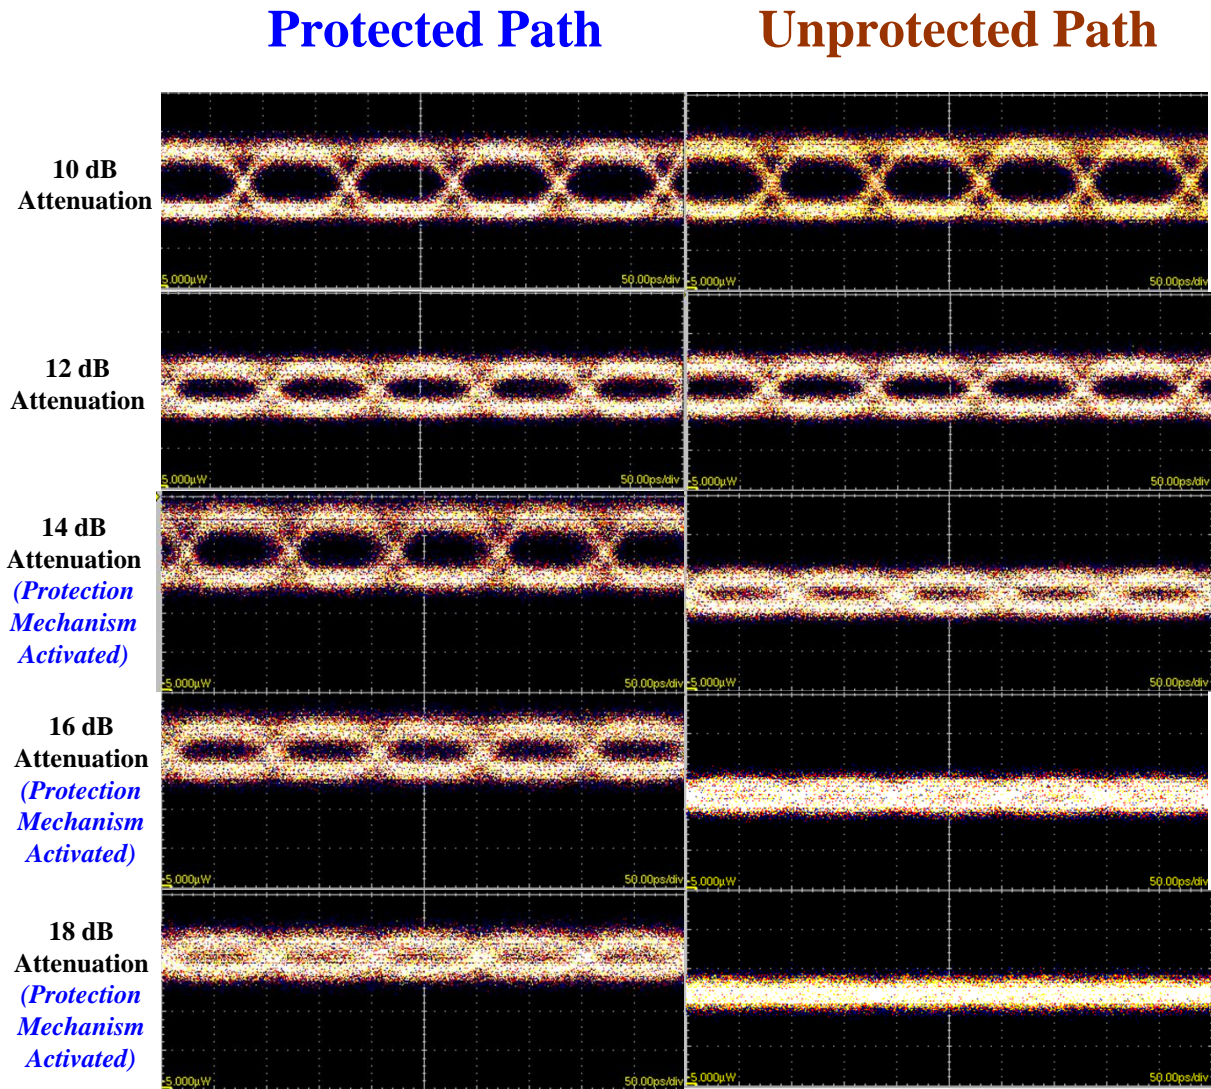 Protected Path
Unprotected Path
10 dB
Attenuation
5.000µW
50.00ps/div
5.000µW
50.00ps/div
12 dB
Attenuation
5.000µW
50.00ps/div
5.000µW
50.00ps/div
14 dB
Attenuation
(Protection
Mechanism
Activated)
5.000µW
50.00ps/div
5.000µW
50.00ps/div
16 dB
Attenuation
(Protection
Mechanism
Activated)
5.000µW
50.00ps/div
5.000µW
50.00ps/div
18 dB
Attenuation
(Protection
Mechanism
Activated)
5.000µW
50.00ps/div
5.000µW
50.00ps/div